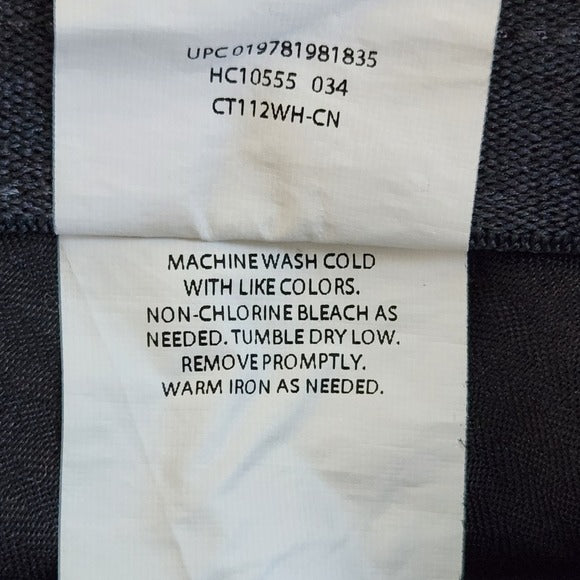 UPC 019781981835
HC10555 034
CT112WH-CN
MACHINE WASH COLD
WITH LIKE COLORS.
NON-CHLORINE BLEACH AS
NEEDED. TUMBLE DRY LOW.
REMOVE PROMPTLY.
WARM IRON AS NEEDED.